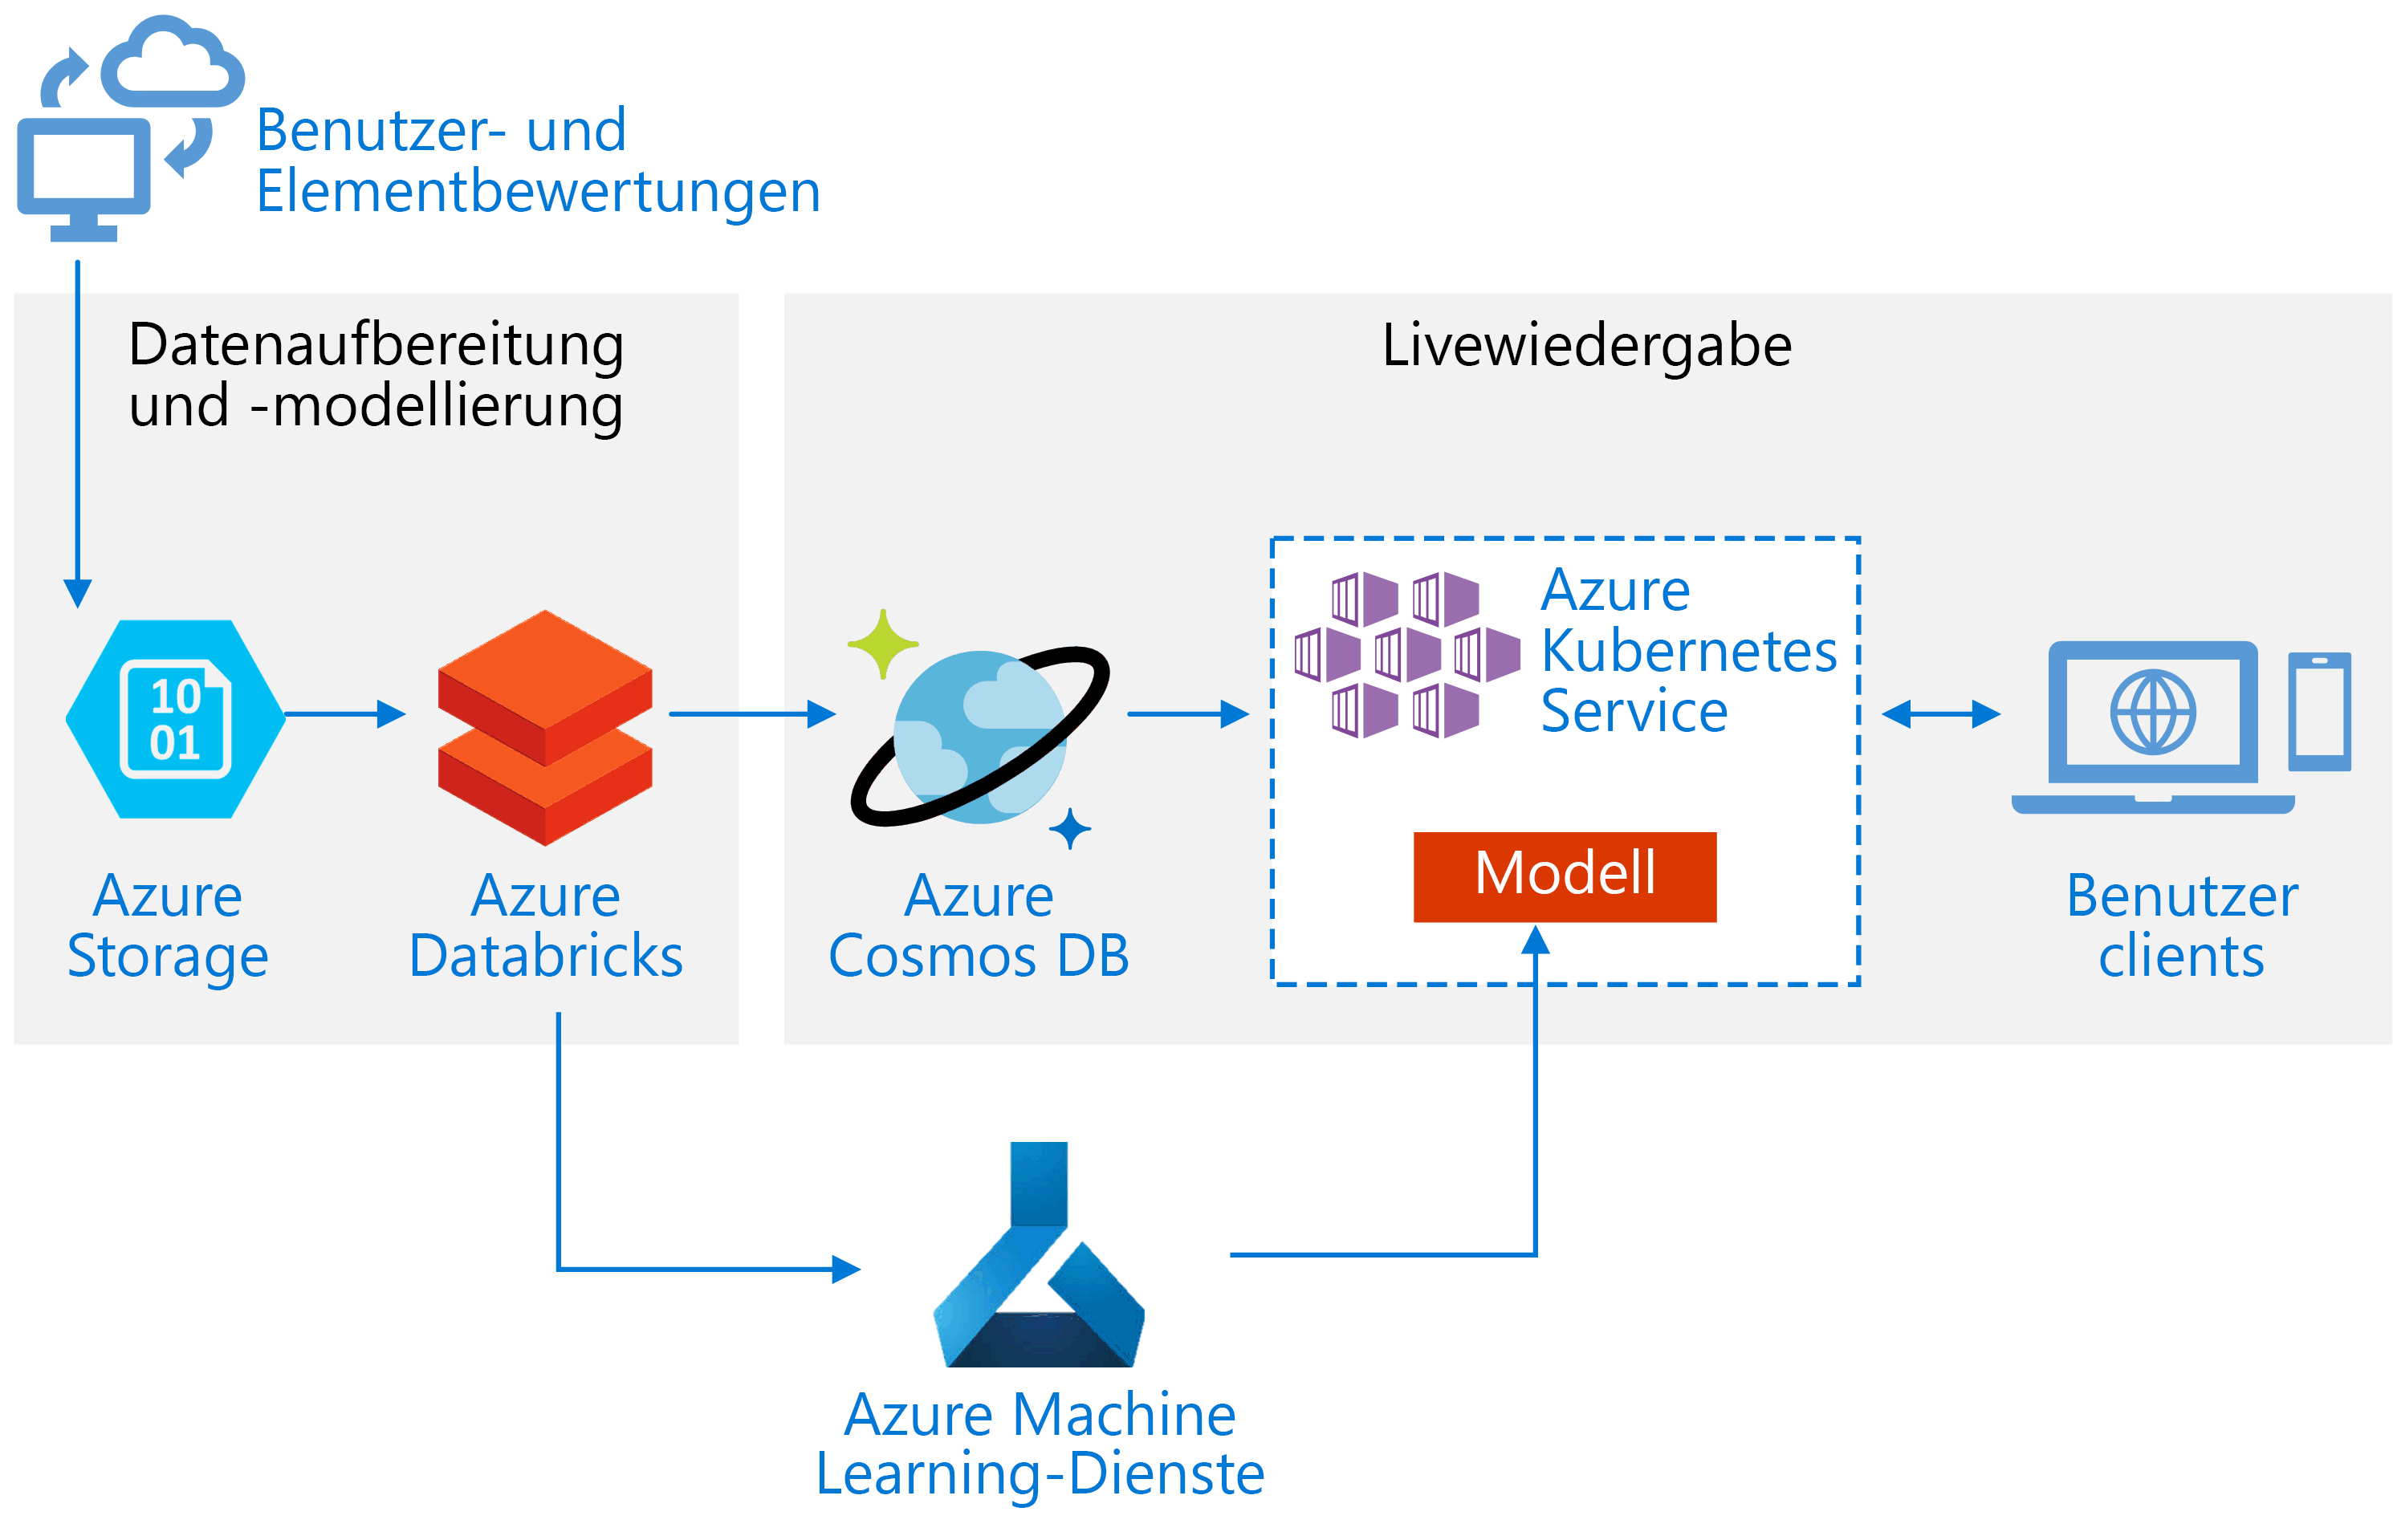 Benutzer- und
Elementbewertungen
Datenaufbereitung
und -modellierung
Livewiedergabe
10
01
Azure
Storage
Azure
Databricks
Azure
Cosmos DB
Azure
Kubernetes
Service
Modell
Benutzer
clients
Azure Machine
Learning-Dienste